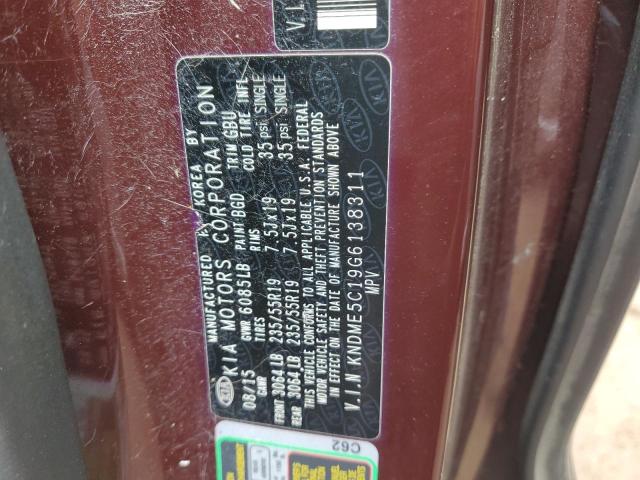 MANUFACTURED IN KOREA BY
KIA KIA MOTORS CORPORATION
08/15 GVWR 6085LB PAINT BGD TRIM GBU
GAWR TIRES RIMS COLD TIRE INFL
FRONT 3064LB 235/55R19 7.5Jx19 35 psi SINGLE
REAR 3064LB 235/55R19 7.5Jx19 35 psi SINGLE
THIS VEHICLE CONFORMS TO ALL APPLICABLE U.S.A. FEDERAL
MOTOR VEHICLE SAFETY AND THEFT PREVENTION STANDARDS
IN EFFECT ON DATE OF MANUFACTURE SHOWN ABOVE
V.I.N KNDME5C19G6138311
MPV
C62
V.I